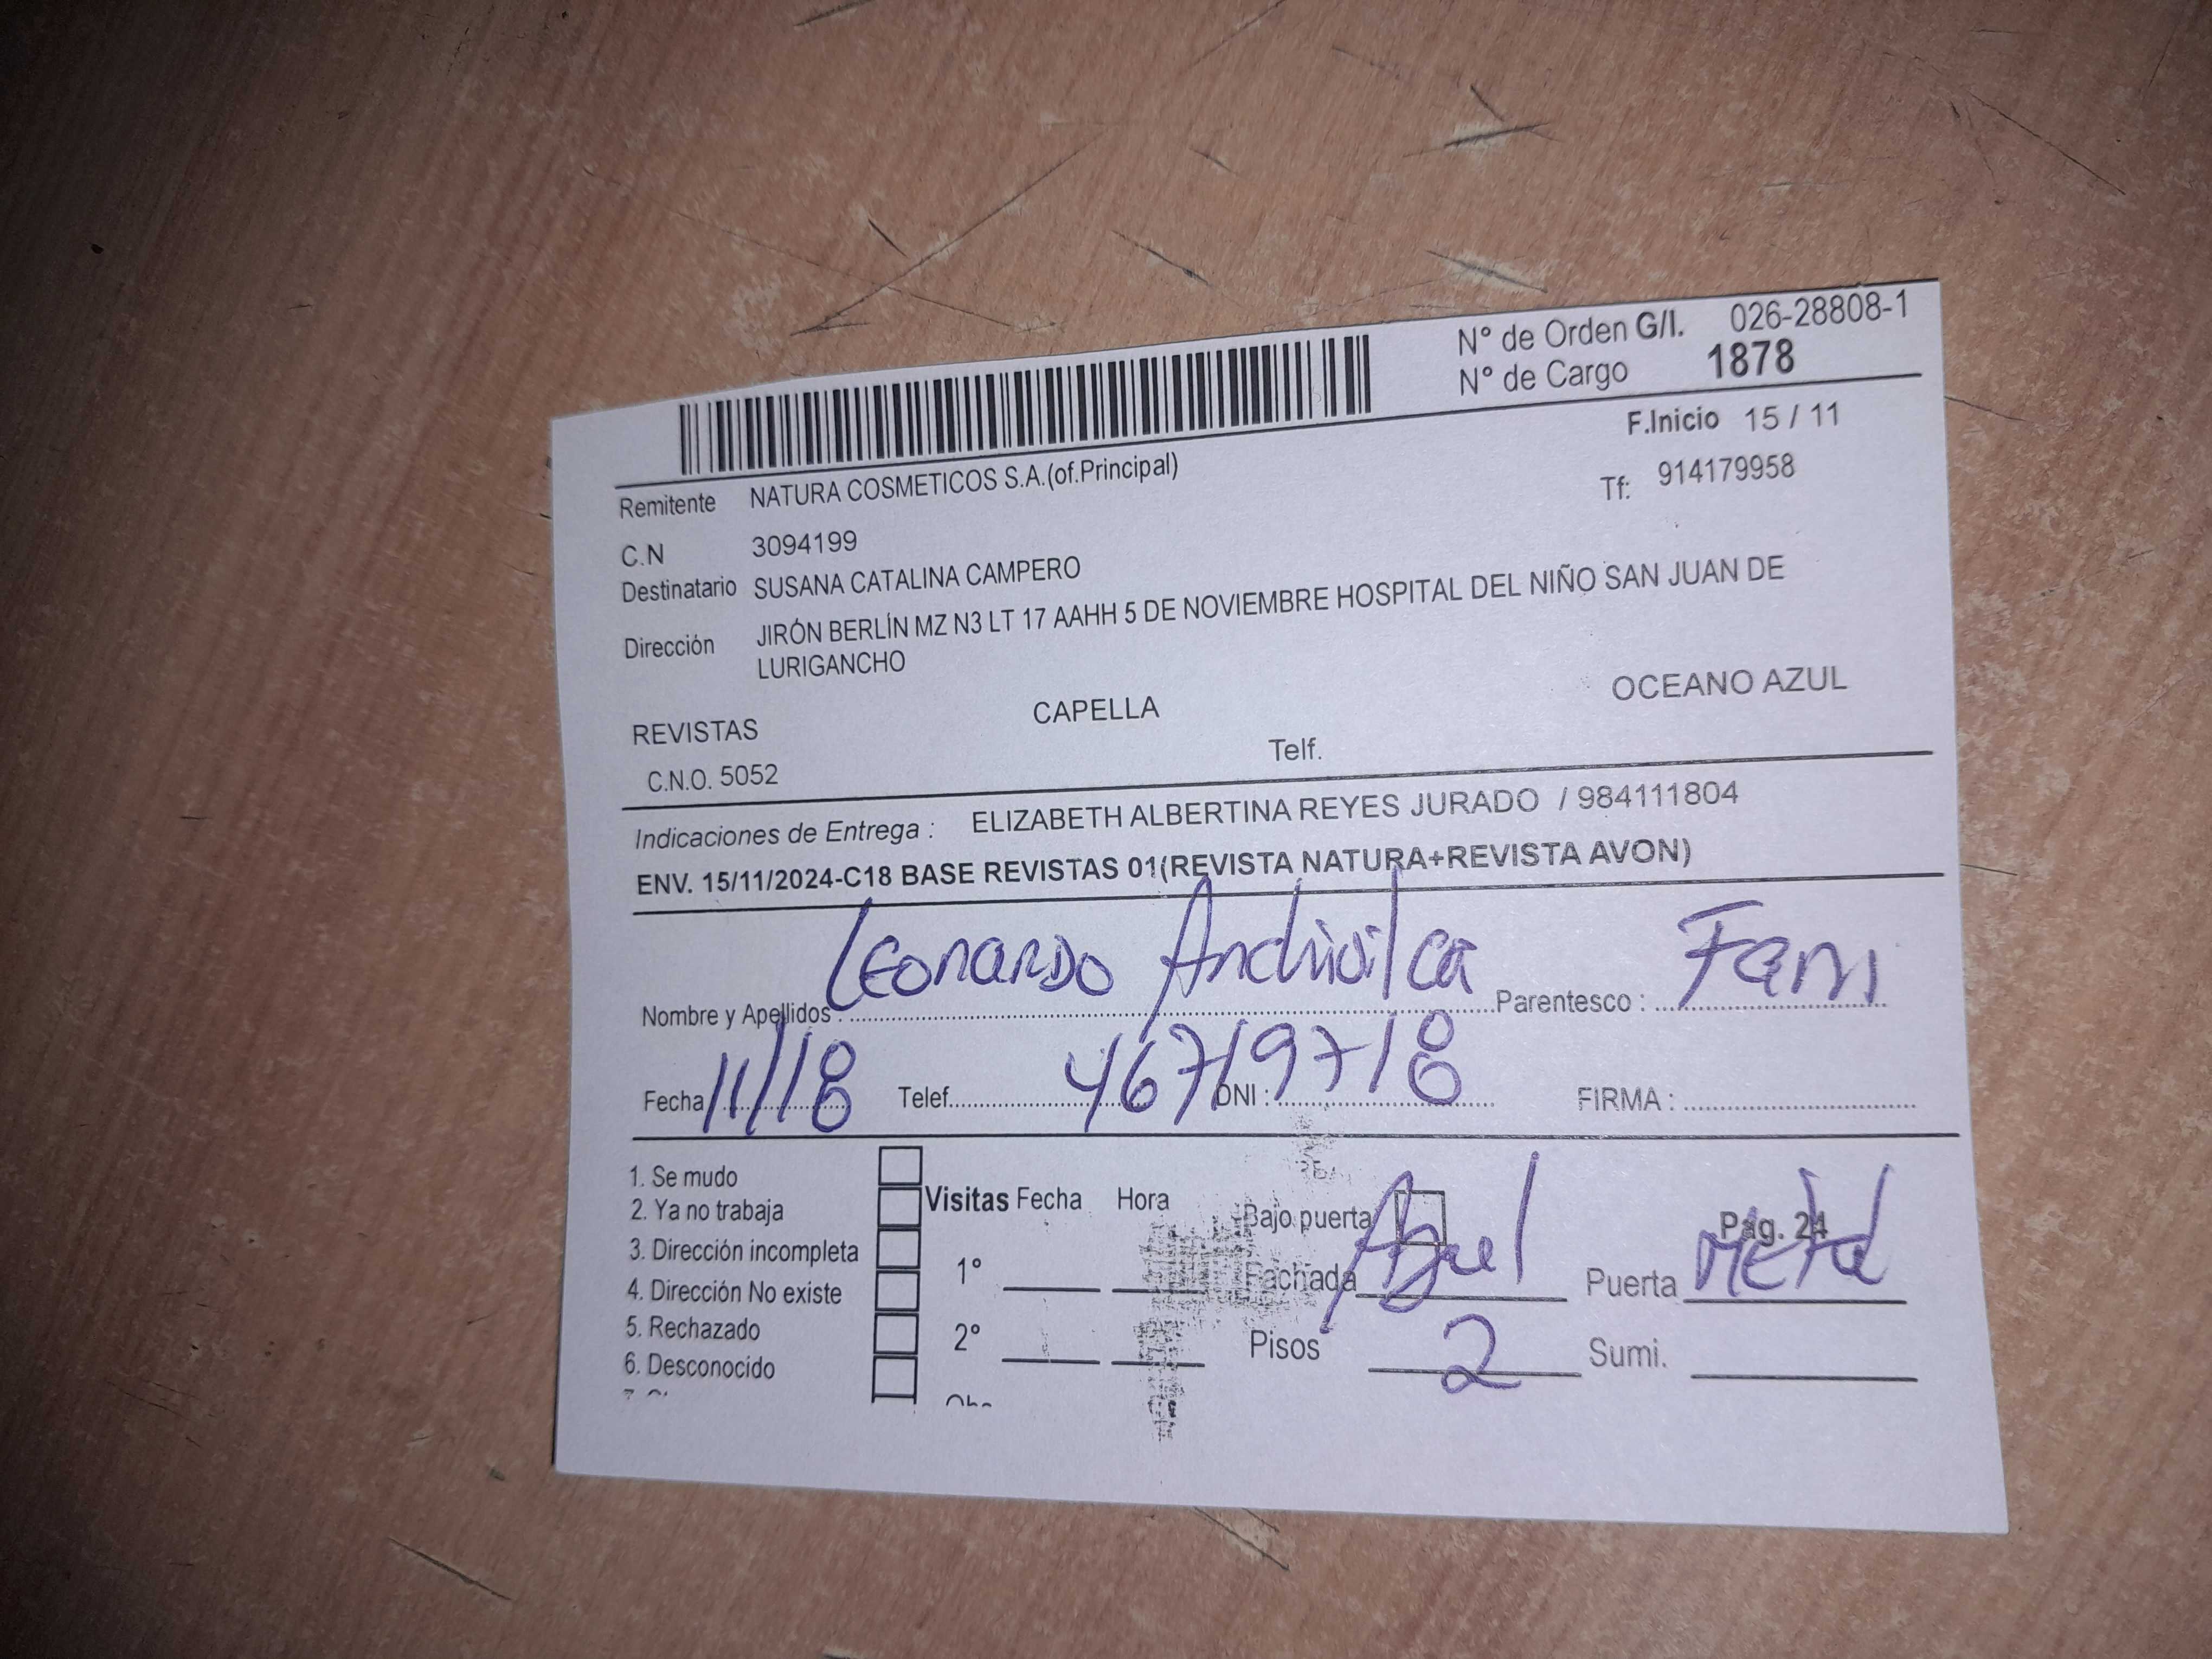 N° de Orden G/I. 026-28808-1
N° de Cargo 1878
F.Inicio 15 / 11
Remitente NATURA COSMETICOS S.A.(of.Principal)
Tf: 914179958
C.N 3094199
Destinatario SUSANA CATALINA CAMPERO
Dirección JIRÓN BERLÍN MZ N3 LT 17 AAHH 5 DE NOVIEMBRE HOSPITAL DEL NIÑO SAN JUAN DE
LURIGANCHO
REVISTAS CAPELLA OCEANO AZUL
C.N.O. 5052 Telf.
Indicaciones de Entrega : ELIZABETH ALBERTINA REYES JURADO / 984111804
ENV. 15/11/2024-C18 BASE REVISTAS 01(REVISTA NATURA+REVISTA AVON)
Nombre y Apellidos : Leonardo Andivilca Parentesco : Fam
Fecha 11/18 Telef. DNI : 46719718 FIRMA :
1. Se mudo
2. Ya no trabaja
3. Dirección incompleta
4. Dirección No existe
5. Rechazado
6. Desconocido
Visitas Fecha Hora
1°
2°
Bajo puerta Pag. 24
Fachada Azul Puerta Metal
Pisos 2 Sumi.